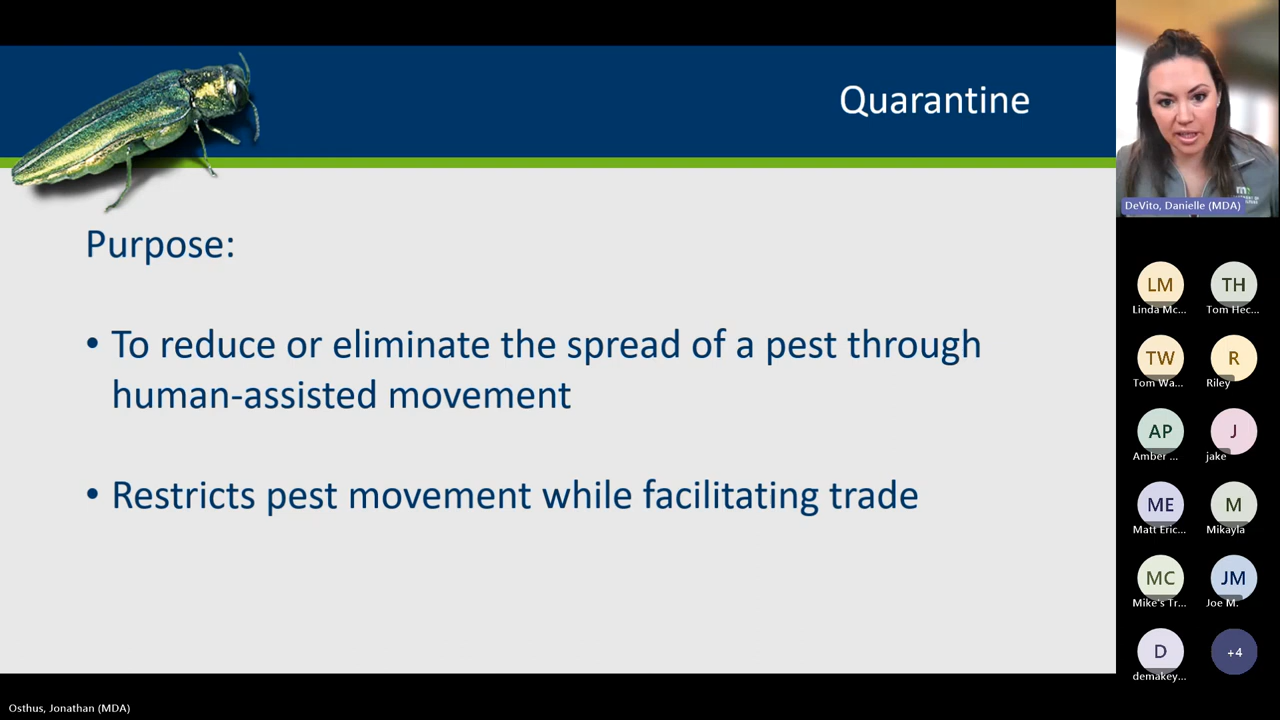 Quarantine
Purpose:
• To reduce or eliminate the spread of a pest through
human-assisted movement
• Restricts pest movement while facilitating trade
DeVito, Danielle (MDA)
LM
Linda Mc...
TH
Tom Hec...
TW
Tom Wa...
R
Riley
AP
Amber ...
J
jake
ME
Matt Eric...
M
Mikayla
MC
Mike's Tr...
JM
Joe M.
D
demakey...
+4
Osthus, Jonathan (MDA)